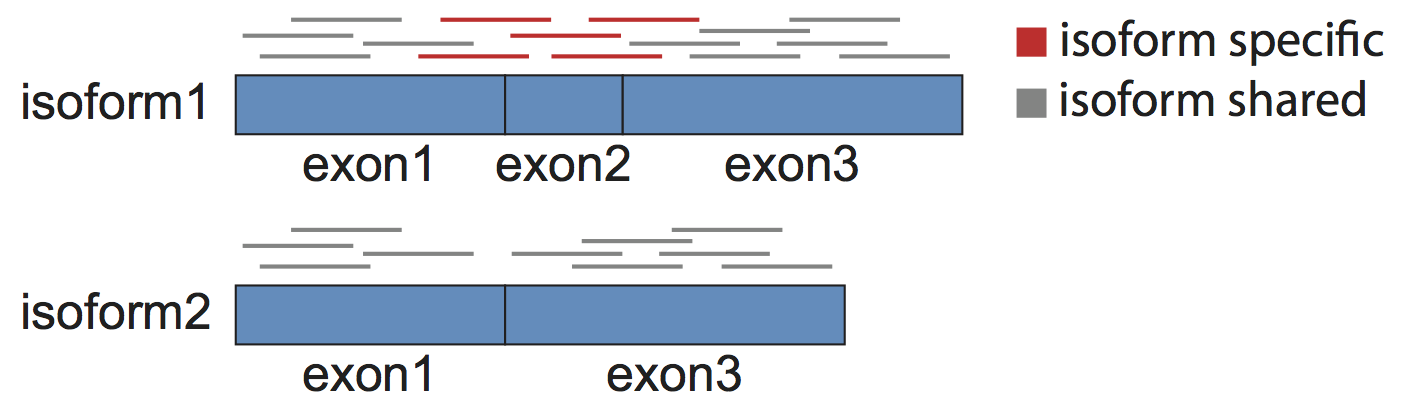 isoform specific
isoform shared
isoform1
exon1 exon2 exon3
isoform2
exon1 exon3